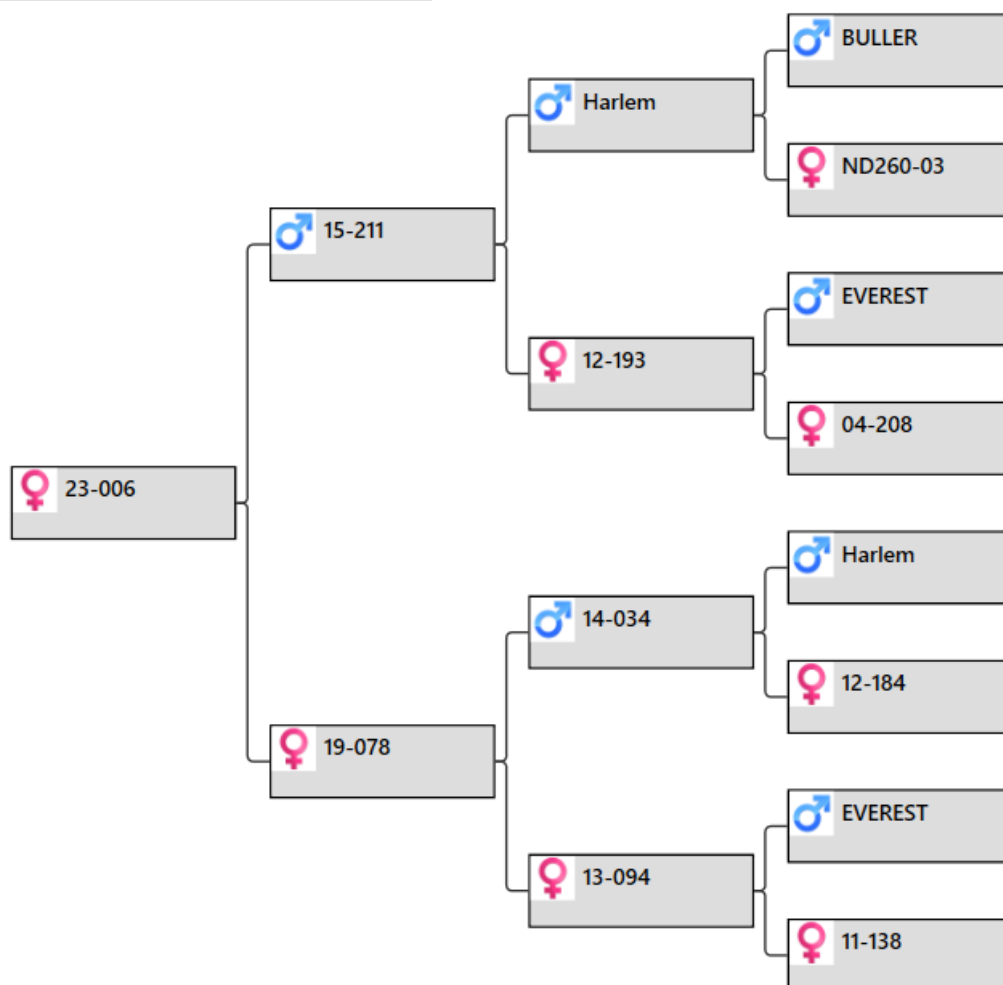 BULLER
Harlem
ND260-03
15-211
EVEREST
12-193
04-208
23-006
Harlem
14-034
12-184
19-078
EVEREST
13-094
11-138